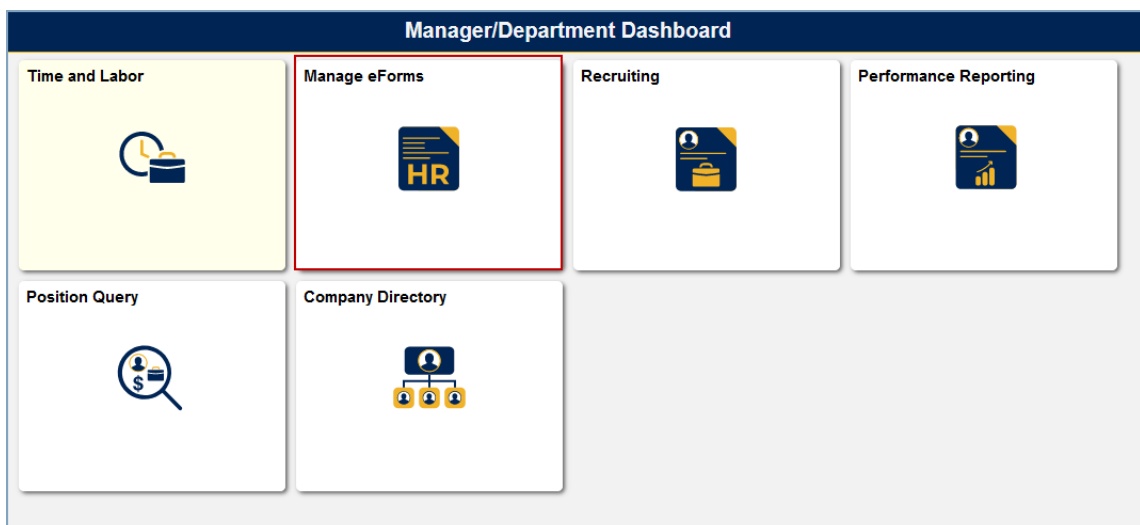 Manager/Department Dashboard
Time and Labor
Manage eForms
Recruiting
Performance Reporting
HR
Position Query
Company Directory
$